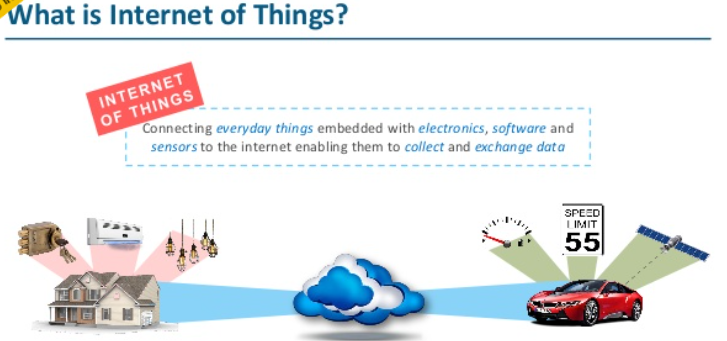 What is Internet of Things?
INTERNET
OF THINGS
Connecting everyday things embedded with electronics, software and
sensors to the internet enabling them to collect and exchange data
SPEED
LIMIT
55